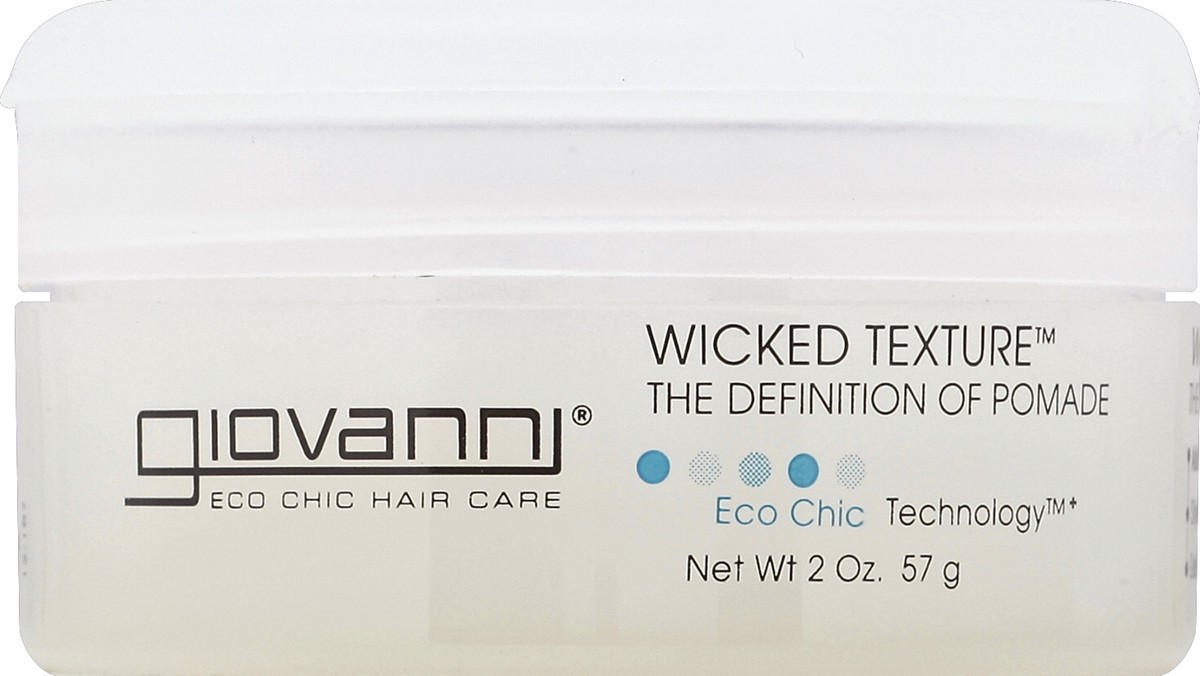 giovanni®
ECO CHIC HAIR CARE
WICKED TEXTURE™
THE DEFINITION OF POMADE
Eco Chic Technology™⁺
Net Wt 2 Oz. 57 g